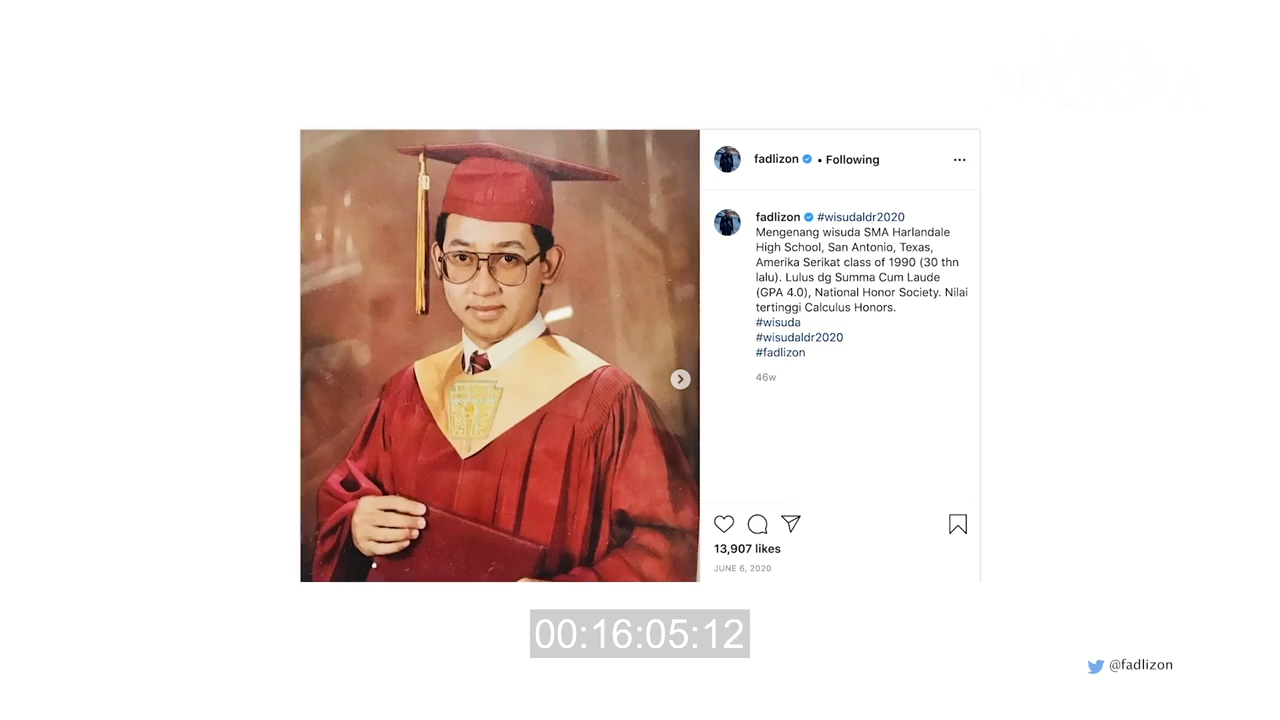 fadlizon • Following
fadlizon #wisudaldr2020
Mengenang wisuda SMA Harlandale
High School, San Antonio, Texas,
Amerika Serikat class of 1990 (30 thn
lalu). Lulus dg Summa Cum Laude
(GPA 4.0), National Honor Society. Nilai
tertinggi Calculus Honors.
#wisuda
#wisudaldr2020
#fadlizon
46w
13,907 likes
JUNE 6, 2020
00:16:05:12
@fadlizon